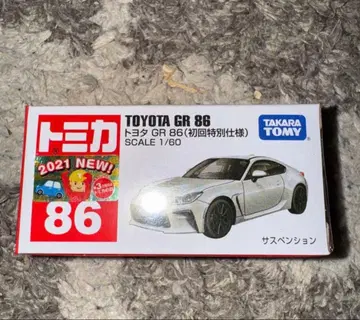 トミカ
2021 NEW!
86
TOYOTA GR 86
トヨタ GR 86(初回特別仕様)
SCALE 1/60
TAKARA
TOMY
サスペンション